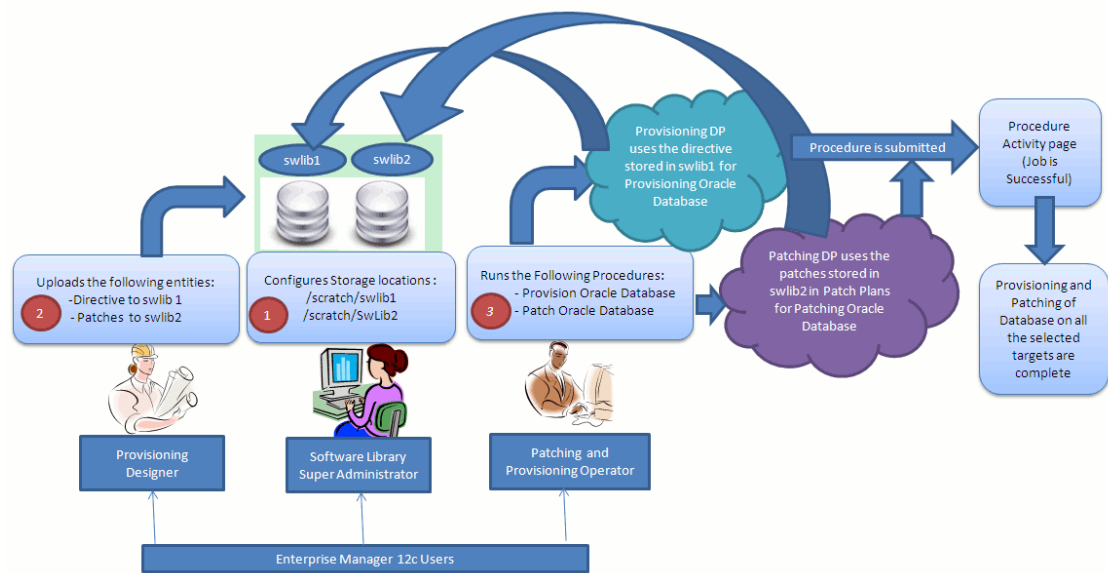 swlib1
swlib2
Provisioning DP
uses the directive
stored in swlib1 for
Provisioning Oracle
Database
Procedure is submitted
Procedure
Activity page
(Job is
Successful)
Uploads the following entities:
2
-Directive to swlib 1
- Patches to swlib2
Configures Storage locations :
1
/scratch/swlib1
/scratch/SwLib2
Runs the Following Procedures:
3
- Provision Oracle Database
- Patch Oracle Database
Patching DP uses the
patches stored in
swlib2 in Patch Plans
for Patching Oracle
Database
Provisioning and
Patching of
Database on all
the selected
targets are
complete
Provisioning
Designer
Software Library
Super Administrator
Patching and
Provisioning Operator
Enterprise Manager 12c Users